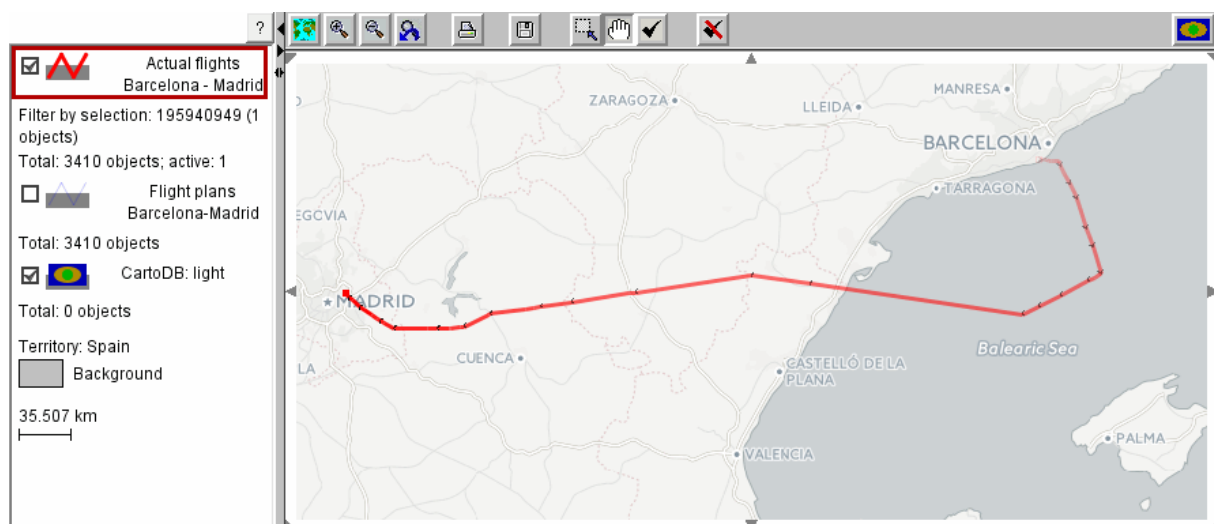 ?
Actual flights
Barcelona - Madrid
Filter by selection: 195940949 (1
objects)
Total: 3410 objects; active: 1
Flight plans
Barcelona-Madrid
Total: 3410 objects
CartoDB: light
Total: 0 objects
Territory: Spain
Background
35.507 km
MANRESA
ZARAGOZA
LLEIDA
BARCELONA
TARRAGONA
EGOVIA
MADRID
Balearic Sea
CUENCA
CASTELLÓ DE LA
PLANA
LA
PALMA
VALENCIA